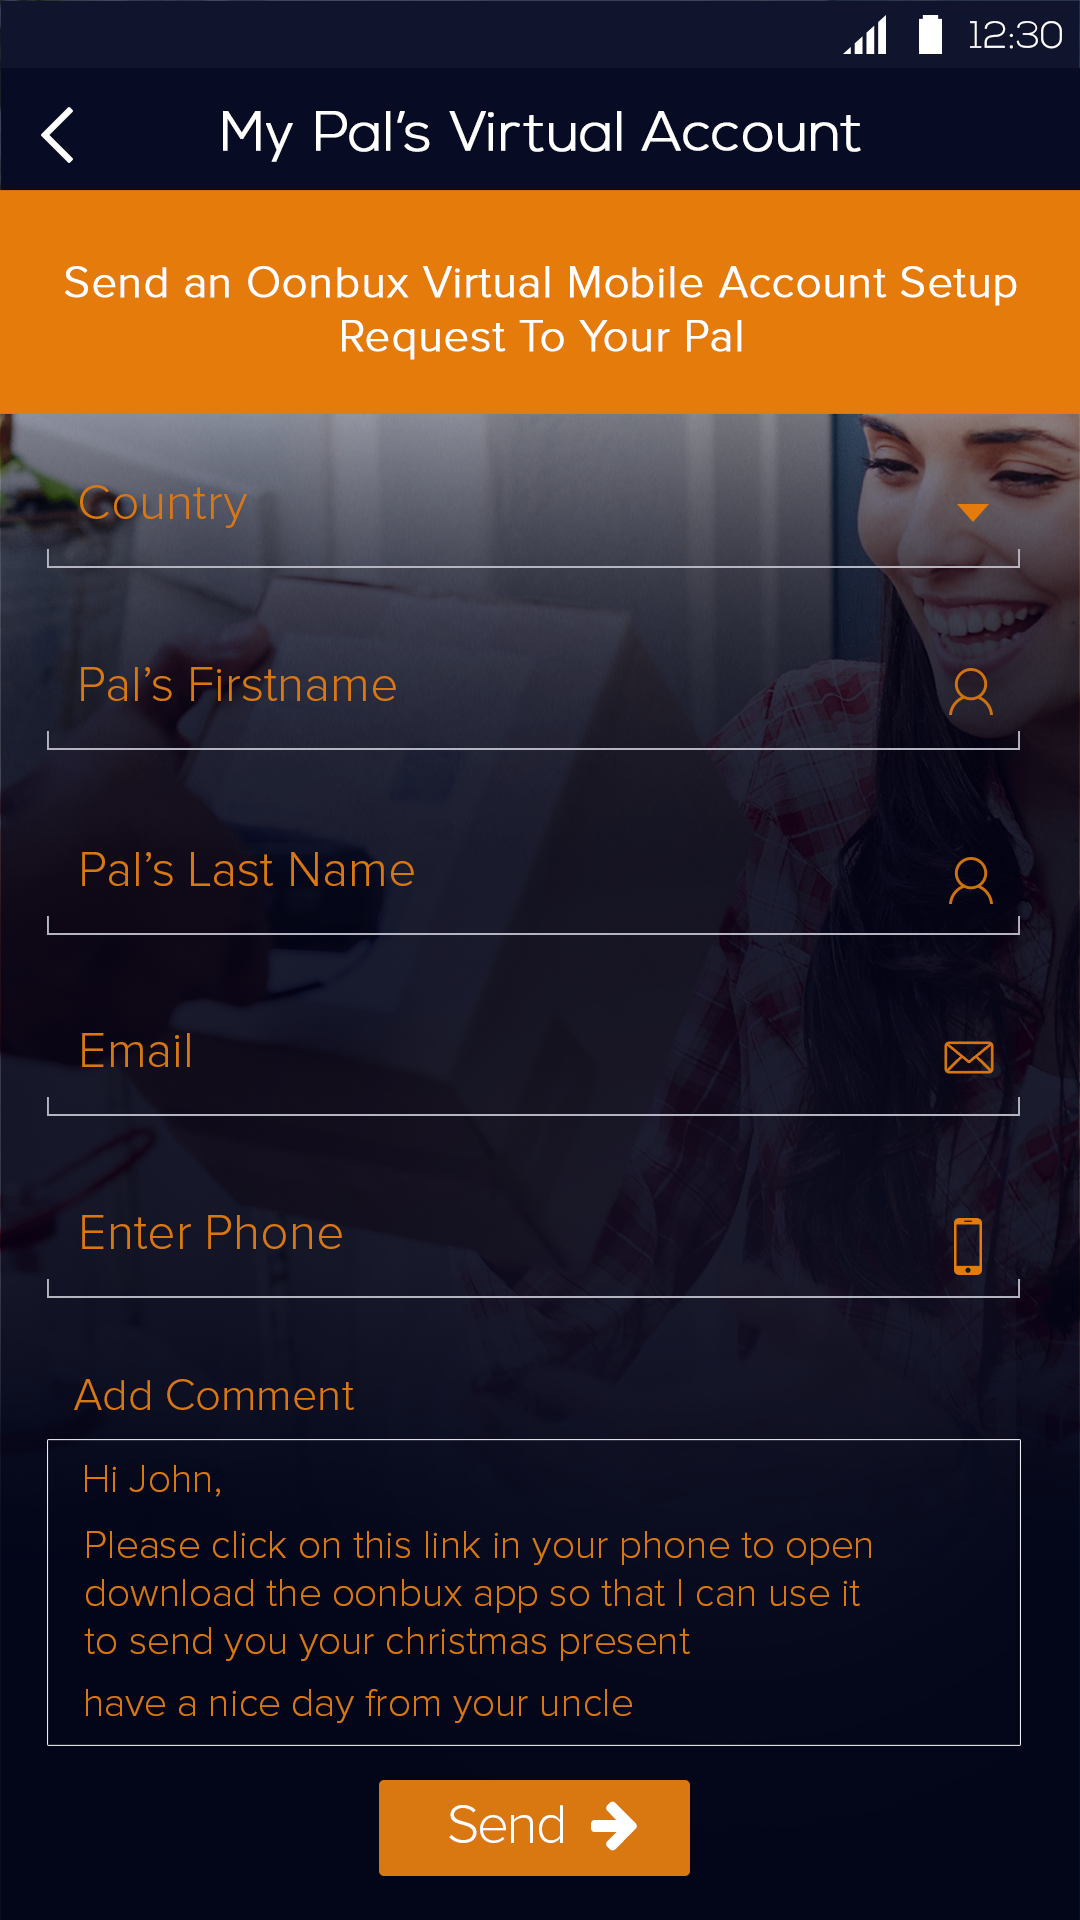 12:30
My Pal's Virtual Account
Send an Oonbux Virtual Mobile Account Setup
Request To Your Pal
Country
Pal's Firstname
Pal's Last Name
Email
Enter Phone
Add Comment
Hi John,
Please click on this link in your phone to open
download the oonbux app so that I can use it
to send you your christmas present
have a nice day from your uncle
Send